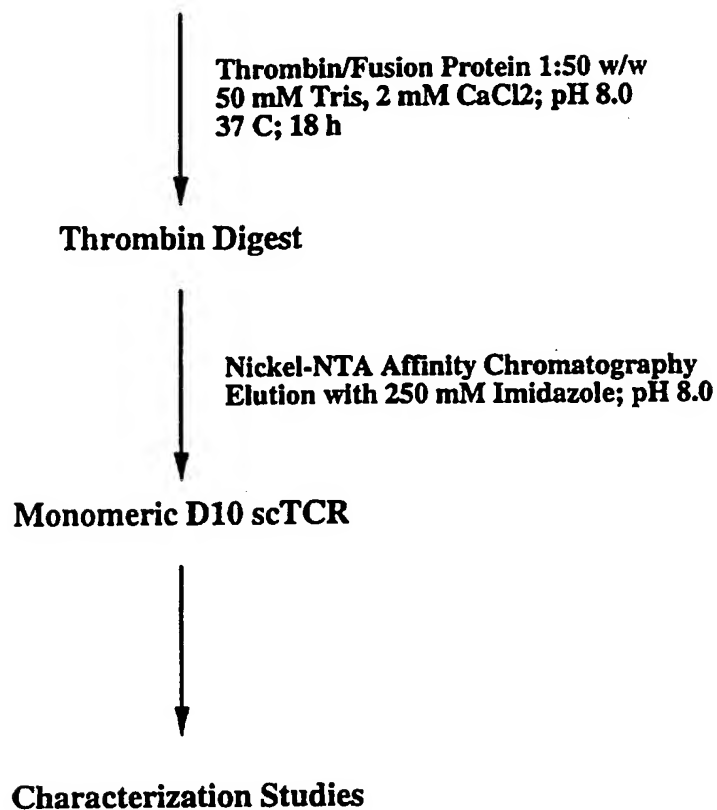 Thrombin/Fusion Protein 1:50 w/w
50 mM Tris, 2 mM CaCl2; pH 8.0
37 C; 18 h
Thrombin Digest
Nickel-NTA Affinity Chromatography
Elution with 250 mM Imidazole; pH 8.0
Monomeric D10 scTCR
Characterization Studies